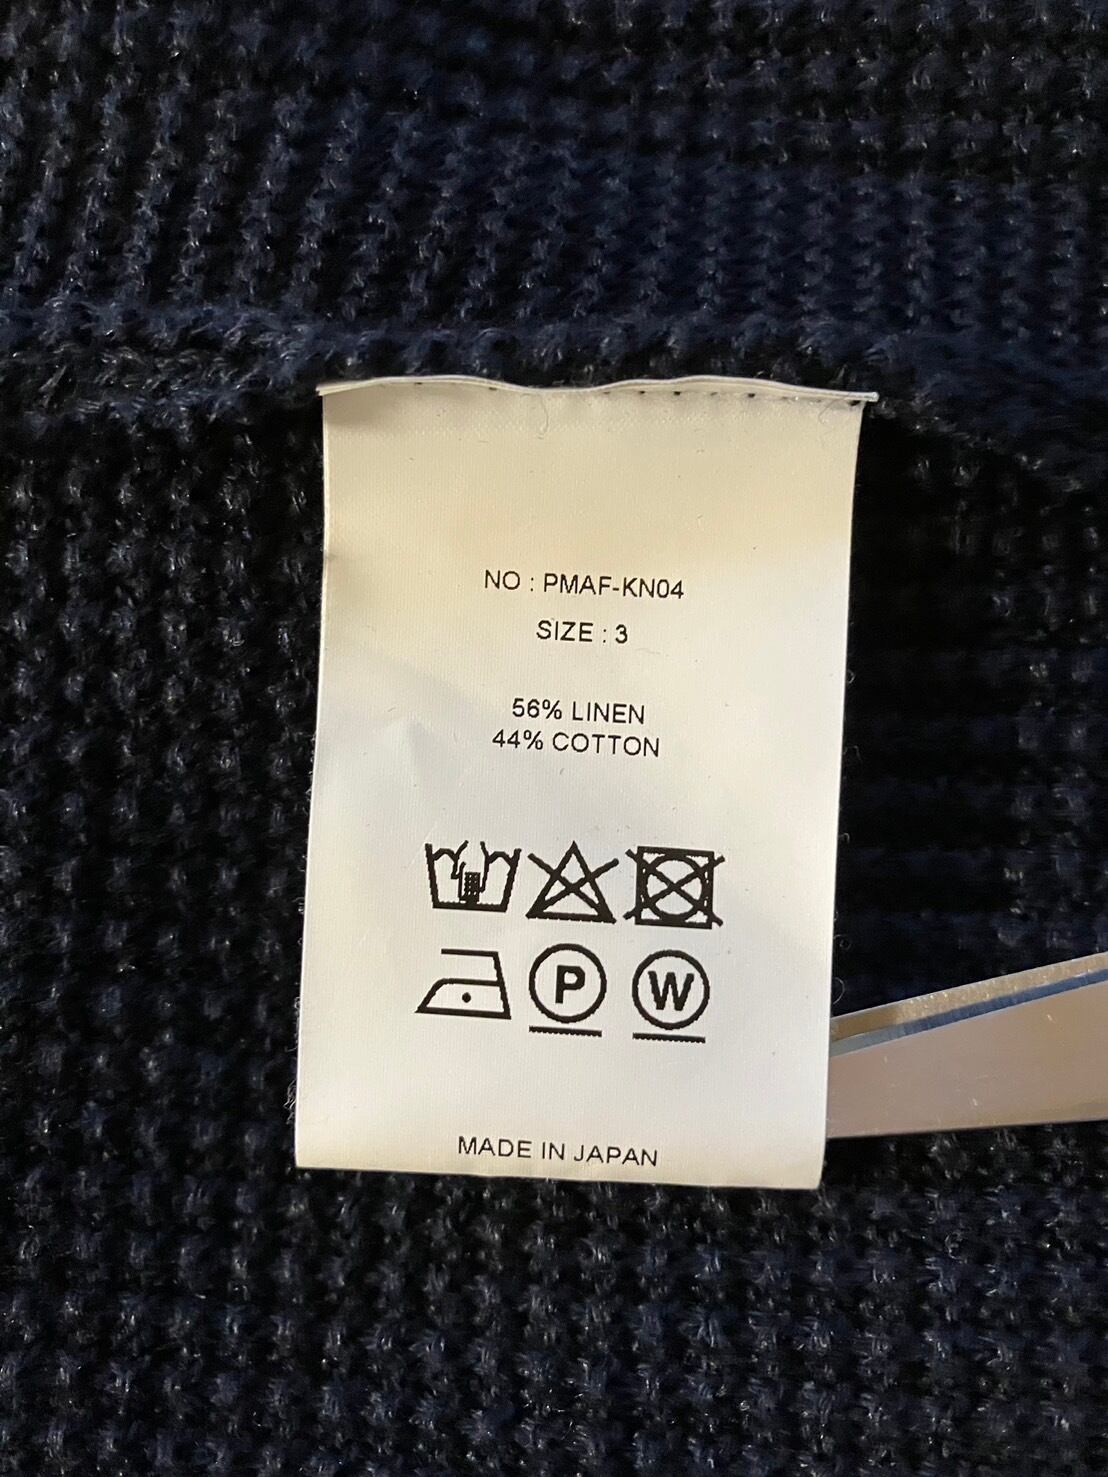 NO : PMAF-KN04
SIZE : 3
56% LINEN
44% COTTON
P W
MADE IN JAPAN